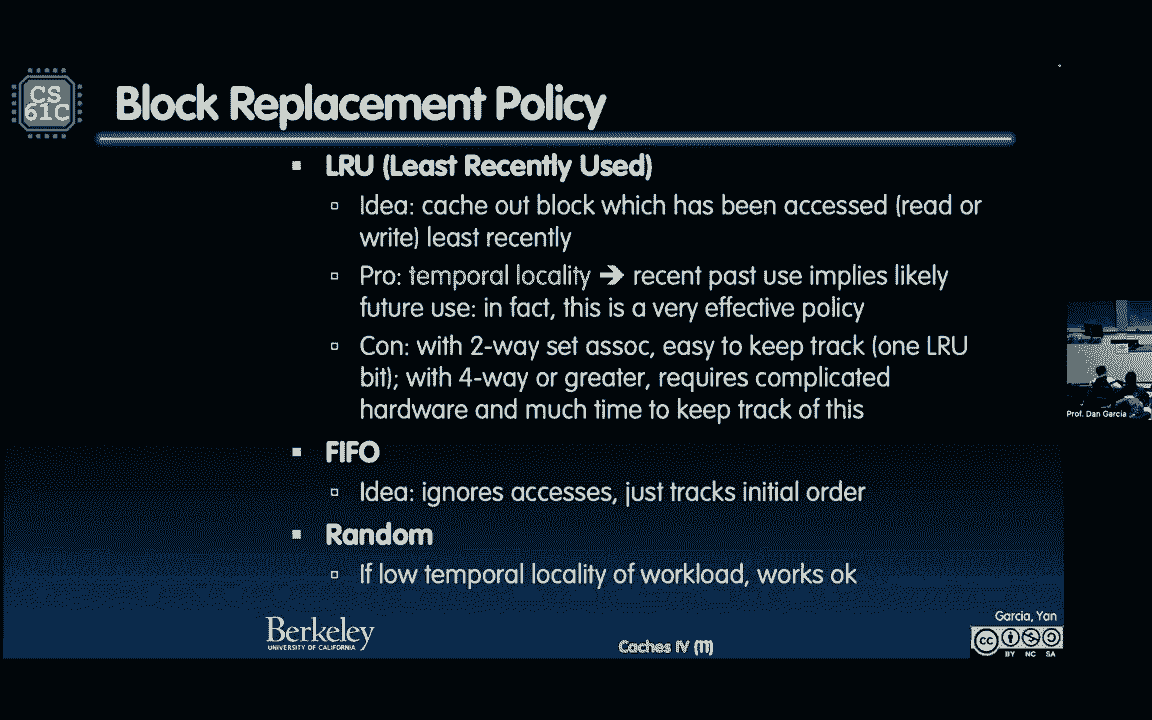 CS
61C
Block Replacement Policy
▪ LRU (Least Recently Used)
▫ Idea: cache out block which has been accessed (read or
write) least recently
▫ Pro: temporal locality ➔ recent past use implies likely
future use: in fact, this is a very effective policy
▫ Con: with 2-way set assoc, easy to keep track (one LRU
bit); with 4-way or greater, requires complicated
hardware and much time to keep track of this
▪ FIFO
▫ Idea: ignores accesses, just tracks initial order
▪ Random
▫ If low temporal locality of workload, works ok
Prof. Dan Garcia
Berkeley
UNIVERSITY OF CALIFORNIA
Caches IV (11)
Garcia, Yan
cc
BY NC SA